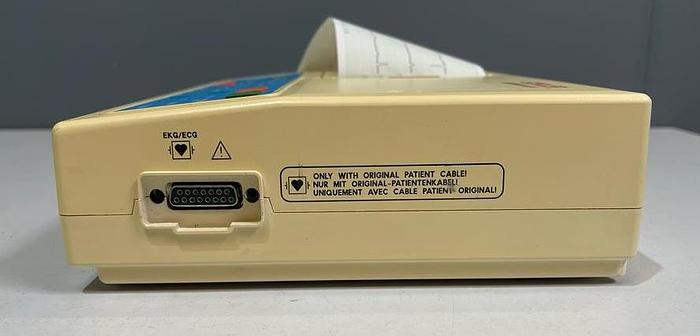 EKG/ECG
ONLY WITH ORIGINAL PATIENT CABLE!
NUR MIT ORIGINAL-PATIENTENKABEL!
UNIQUEMENT AVEC CABLE PATIENT ORIGINAL!